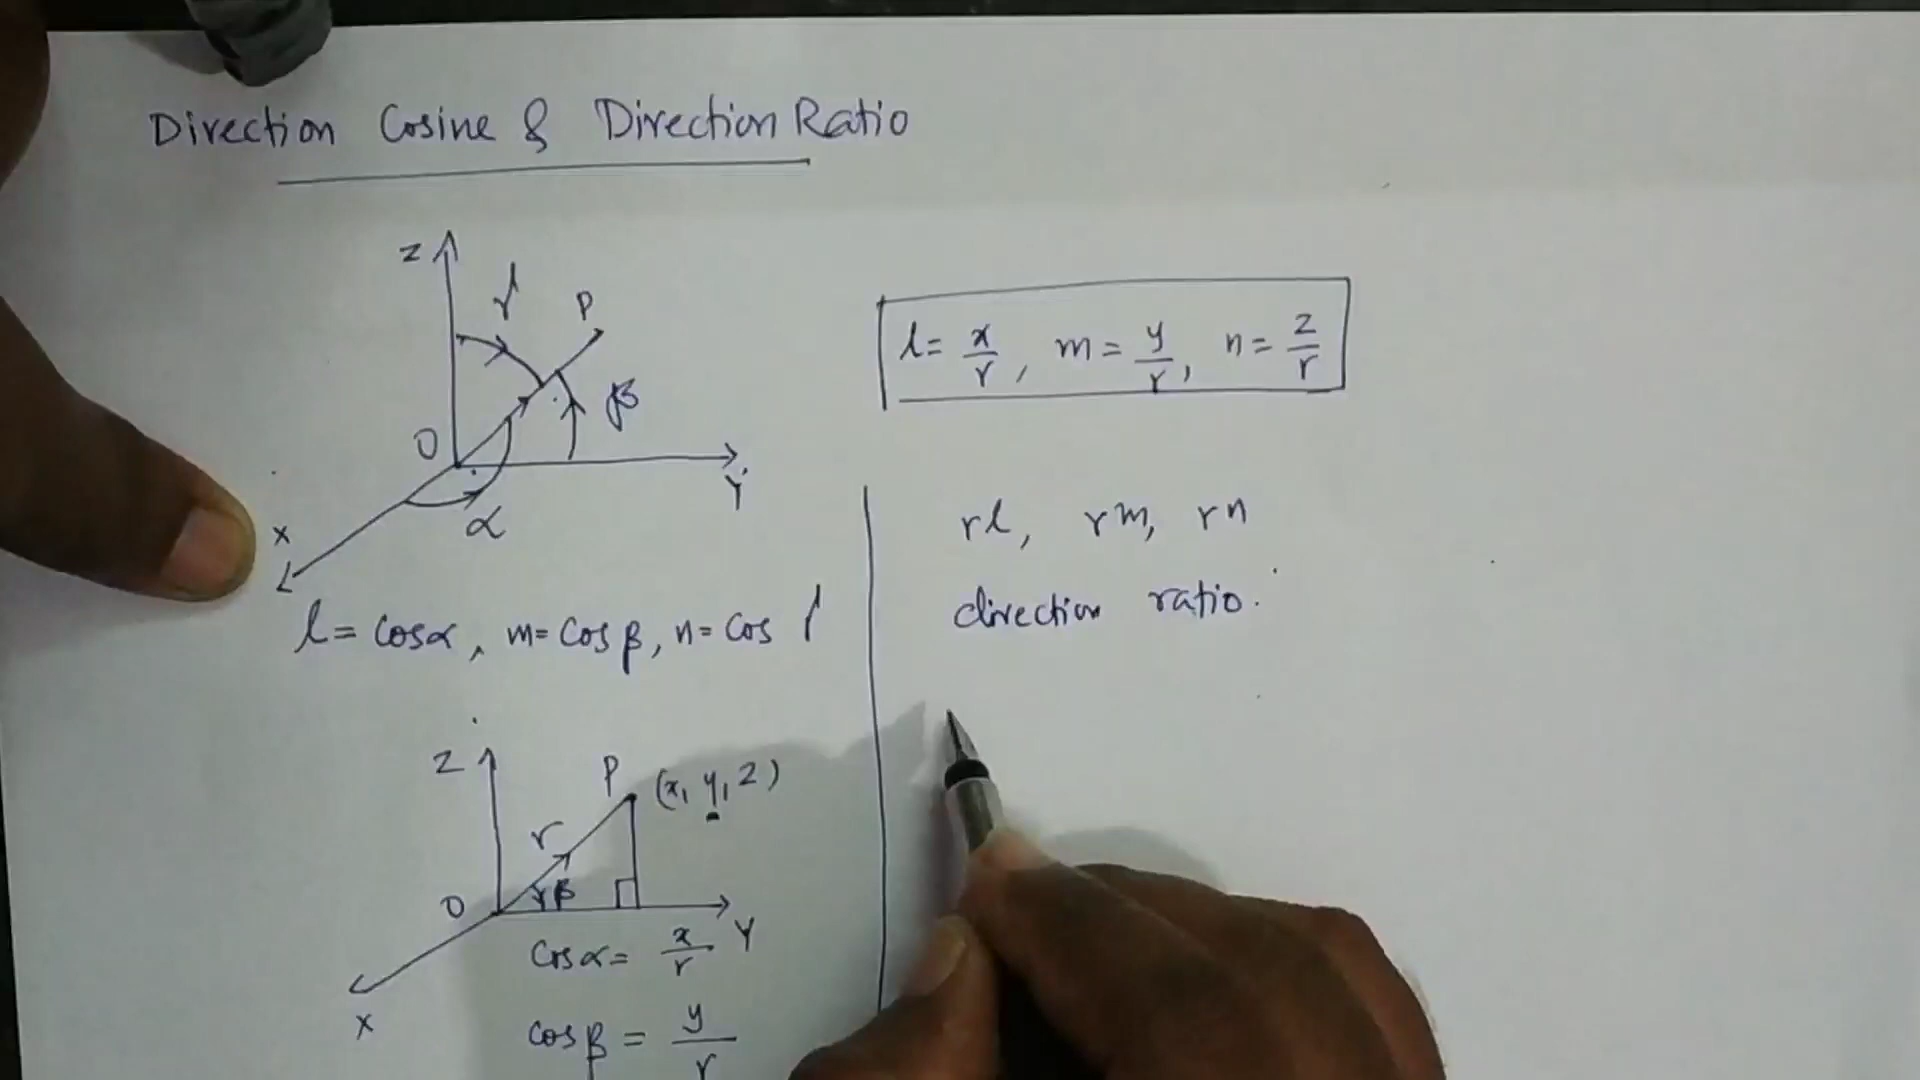 Direction Cosine & Direction Ratio
Z
γ
P
β
O
Y
X
α
l = cosα, m = cos β, n = cos γ
Z
P (x, y, z)
r
β
O
Y
X
cosα = x/r
cos β = y/r
l = x/r, m = y/r, n = z/r
rl, rm, rn
direction ratio.